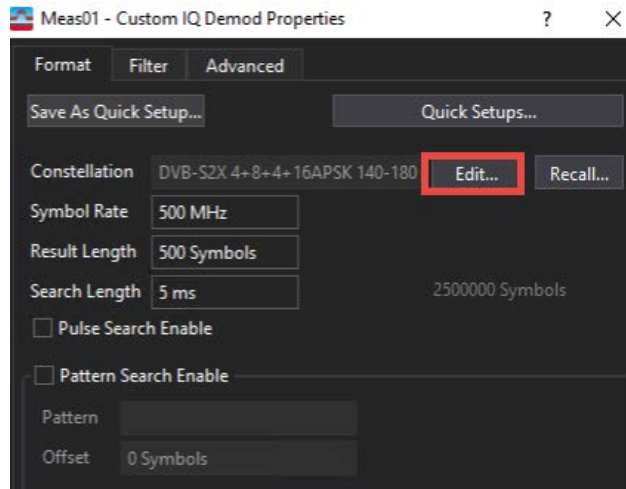 Meas01 - Custom IQ Demod Properties ?
Format Filter Advanced
Save As Quick Setup... Quick Setups...
Constellation DVB-S2X 4+8+4+16APSK 140-180 Edit... Recall...
Symbol Rate 500 MHz
Result Length 500 Symbols
Search Length 5 ms 2500000 Symbols
Pulse Search Enable
Pattern Search Enable
Pattern
Offset 0 Symbols